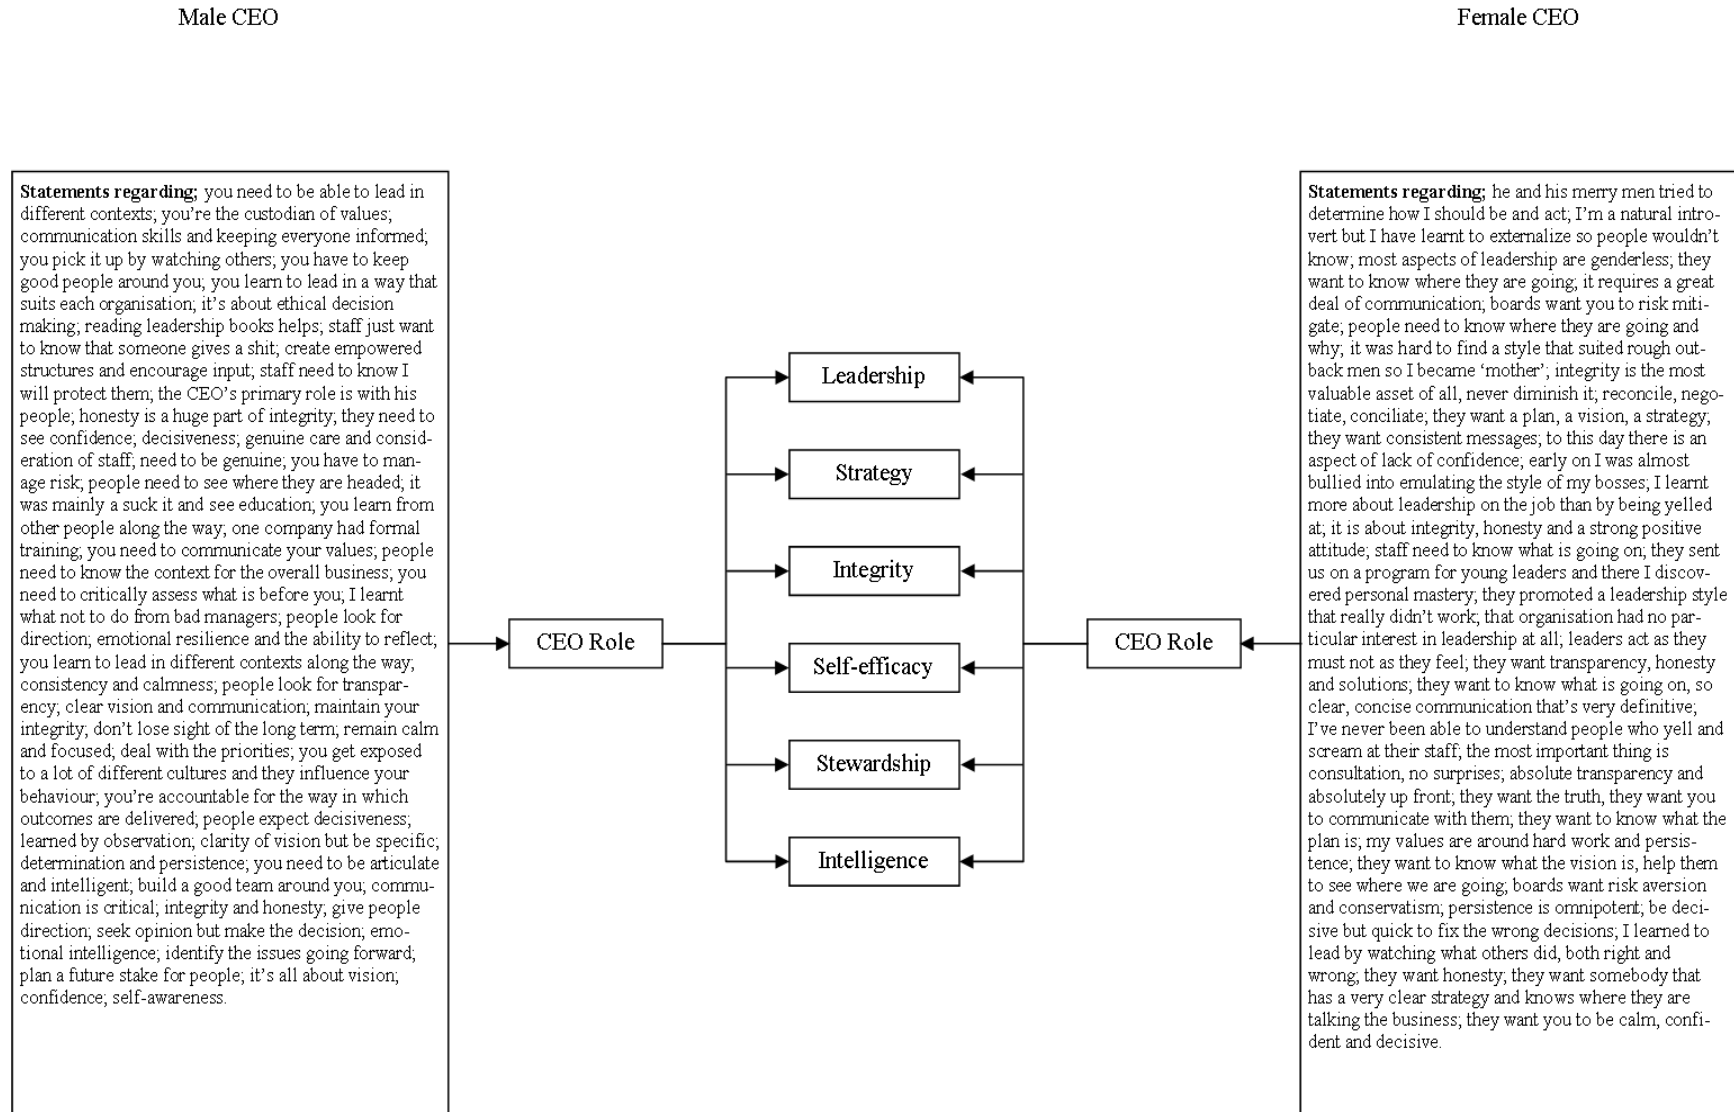 Male CEO
Female CEO
Statements regarding; you need to be able to lead in
different contexts; you're the custodian of values;
communication skills and keeping everyone informed;
you pick it up by watching others; you have to keep
good people around you; you learn to lead in a way that
suits each organisation; it's about ethical decision
making; reading leadership books helps; staff just want
to know that someone gives a shit; create empowered
structures and encourage input; staff need to know I
will protect them; the CEO's primary role is with his
people; honesty is a huge part of integrity; they need to
see confidence; decisiveness; genuine care and consid-
eration of staff; need to be genuine; you have to man-
age risk; people need to see where they are headed; it
was mainly a suck it and see education; you learn from
other people along the way; one company had formal
training; you need to communicate your values; people
need to know the context for the overall business; you
need to critically assess what is before you; I learnt
what not to do from bad managers; people look for
direction; emotional resilience and the ability to reflect;
you learn to lead in different contexts along the way;
consistency and calmness; people look for transpar-
ency; clear vision and communication; maintain your
integrity; don't lose sight of the long term; remain calm
and focused; deal with the priorities; you get exposed
to a lot of different cultures and they influence your
behaviour; you're accountable for the way in which
outcomes are delivered; people expect decisiveness;
learned by observation; clarity of vision but be specific;
determination and persistence; you need to be articulate
and intelligent; build a good team around you; commu-
nication is critical; integrity and honesty; give people
direction; seek opinion but make the decision; emo-
tional intelligence; identify the issues going forward;
plan a future stake for people; it's all about vision;
confidence; self-awareness.
CEO Role
Leadership
Strategy
Integrity
Self-efficacy
Stewardship
Intelligence
CEO Role
Statements regarding; he and his merry men tried to
determine how I should be and act; I'm a natural intro-
vert but I have learnt to externalize so people wouldn't
know; most aspects of leadership are genderless; they
want to know where they are going; it requires a great
deal of communication; boards want you to risk miti-
gate; people need to know where they are going and
why; it was hard to find a style that suited rough out-
back men so I became 'mother'; integrity is the most
valuable asset of all, never diminish it; reconcile, nego-
tiate, conciliate; they want a plan, a vision, a strategy;
they want consistent messages; to this day there is an
aspect of lack of confidence; early on I was almost
bullied into emulating the style of my bosses; I learnt
more about leadership on the job than by being yelled
at; it is about integrity, honesty and a strong positive
attitude; staff need to know what is going on; they sent
us on a program for young leaders and there I discov-
ered personal mastery; they promoted a leadership style
that really didn't work; that organisation had no par-
ticular interest in leadership at all; leaders act as they
must not as they feel; they want transparency, honesty
and solutions; they want to know what is going on, so
clear, concise communication that's very definitive;
I've never been able to understand people who yell and
scream at their staff; the most important thing is
consultation, no surprises; absolute transparency and
absolutely up front; they want the truth, they want you
to communicate with them; they want to know what the
plan is; my values are around hard work and persis-
tence; they want to know what the vision is, help them
to see where we are going; boards want risk aversion
and conservatism; persistence is omnipotent; be deci-
sive but quick to fix the wrong decisions; I learned to
lead by watching what others did, both right and
wrong; they want honesty; they want somebody that
has a very clear strategy and knows where they are
talking the business; they want you to be calm, confi-
dent and decisive.